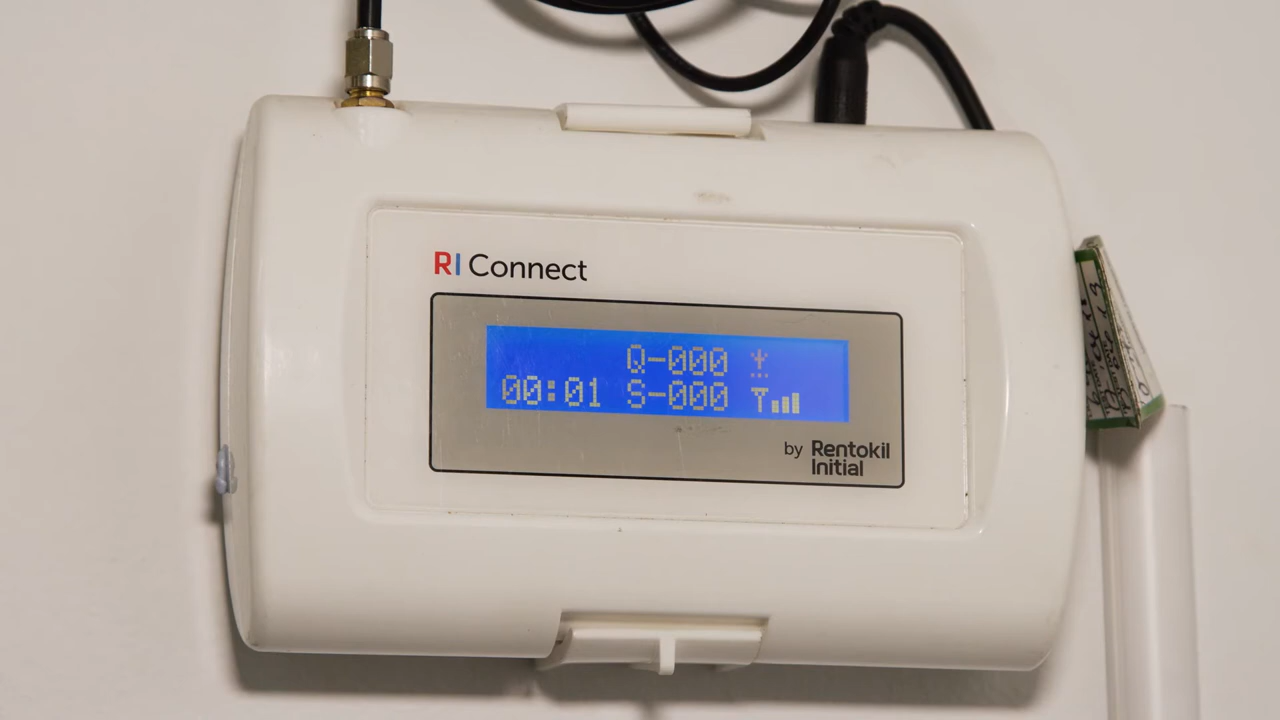 RI Connect
Q-000
00:01 S-000
by Rentokil
Initial